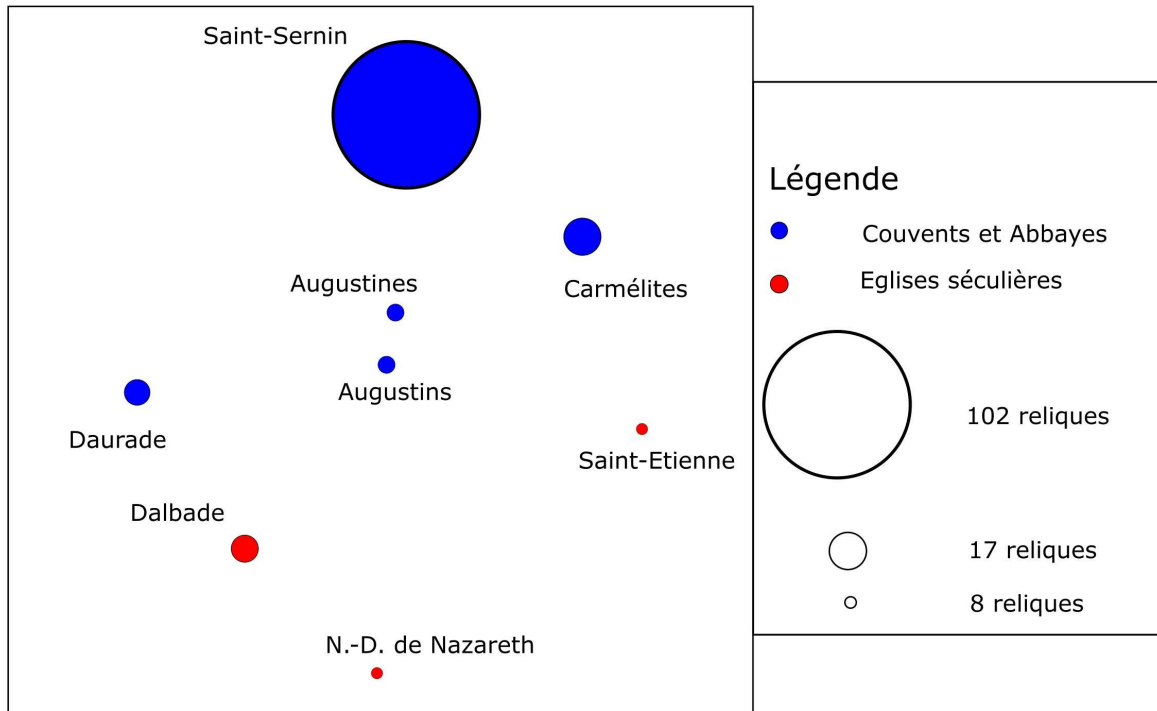 Saint-Sernin
Carmélites
Augustines
Augustins
Daurade
Saint-Etienne
Dalbade
N.-D. de Nazareth
Légende
Couvents et Abbayes
Eglises séculières
102 reliques
17 reliques
8 reliques